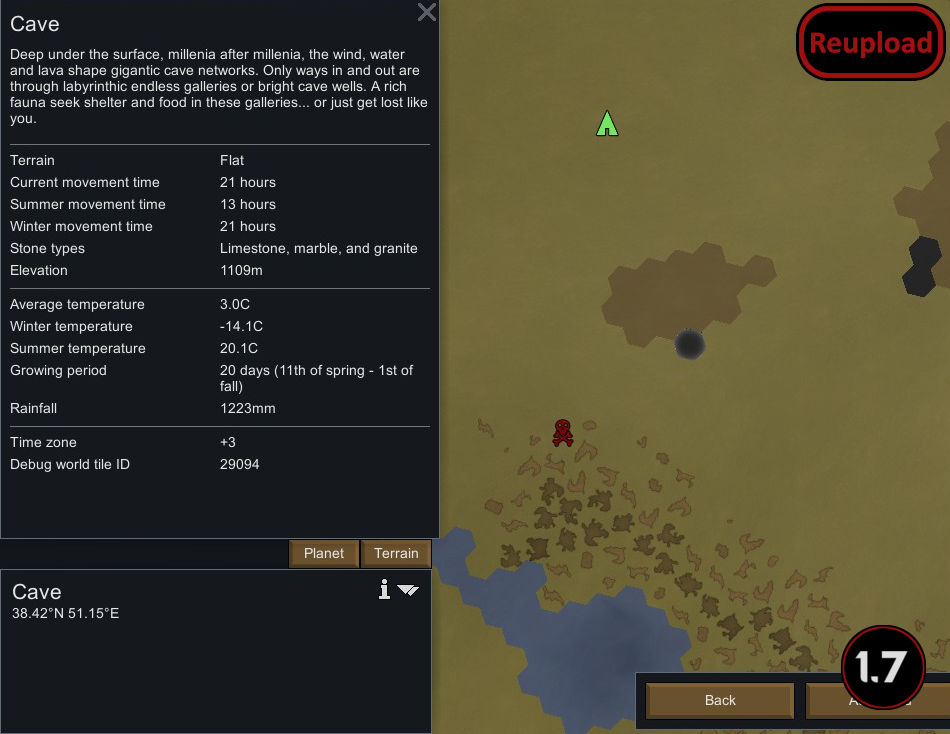 Cave
Deep under the surface, millenia after millenia, the wind, water
and lava shape gigantic cave networks. Only ways in and out are
through labyrinthic endless galleries or bright cave wells. A rich
fauna seek shelter and food in these galleries... or just get lost like
you.
Terrain Flat
Current movement time 21 hours
Summer movement time 13 hours
Winter movement time 21 hours
Stone types Limestone, marble, and granite
Elevation 1109m
Average temperature 3.0C
Winter temperature -14.1C
Summer temperature 20.1C
Growing period 20 days (11th of spring - 1st of
fall)
Rainfall 1223mm
Time zone +3
Debug world tile ID 29094
Planet Terrain
Cave
38.42°N 51.15°E
Reupload
1.7
Back